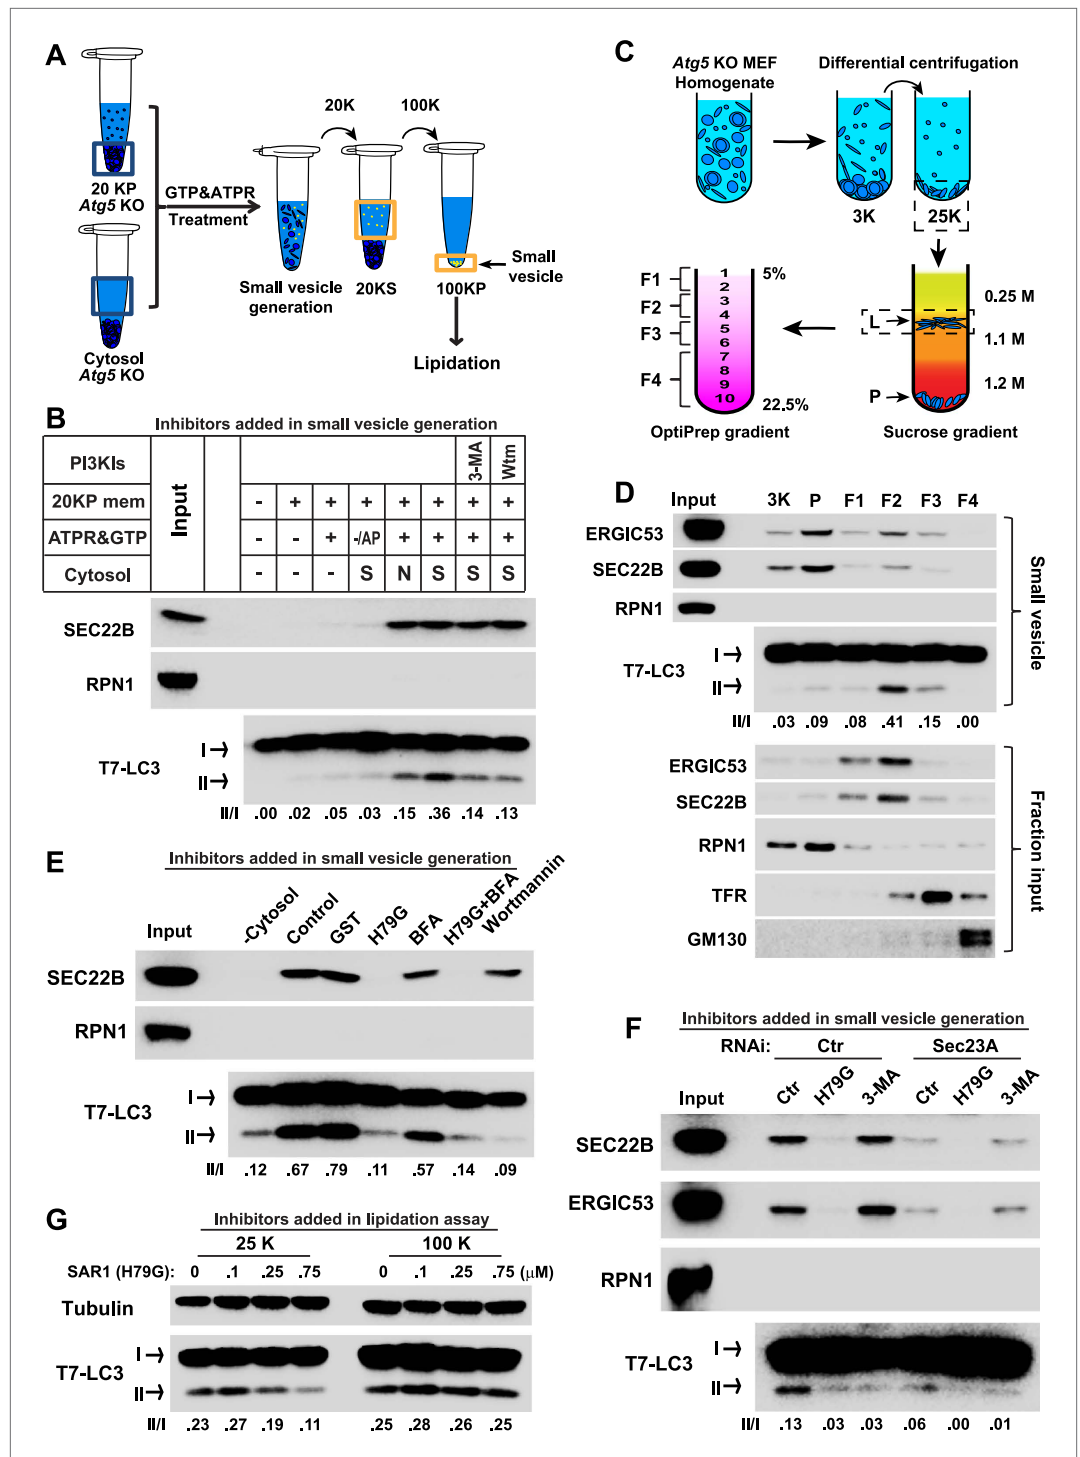 A
20K
100K
20 KP
Atg5 KO
GTP&ATPR
Treatment
Cytosol
Atg5 KO
Small vesicle
generation
20KS
100KP
Small
vesicle
Lipidation
B
Inhibitors added in small vesicle generation
PI3KIs 3-MA Wtm
Input
20KP mem - + + + + + + +
ATPR&GTP - - + -/AP + + + +
Cytosol - - - S N S S S
SEC22B
RPN1
T7-LC3
I
II
II/I .00 .02 .05 .03 .15 .36 .14 .13
C
Atg5 KO MEF
Homogenate
Differential centrifugation
3K
25K
F1
F2
F3
F4
1
2
3
4
5
6
7
8
9
10
5%
22.5%
OptiPrep gradient
L
P
0.25 M
1.1 M
1.2 M
Sucrose gradient
D
Input 3K P F1 F2 F3 F4
ERGIC53
SEC22B
RPN1
T7-LC3
I
II
II/I .03 .09 .08 .41 .15 .00
Small vesicle
ERGIC53
SEC22B
RPN1
TFR
GM130
Fraction input
E
Inhibitors added in small vesicle generation
Input -Cytosol Control GST H79G BFA H79G+BFA Wortmannin
SEC22B
RPN1
T7-LC3
I
II
II/I .12 .67 .79 .11 .57 .14 .09
F
Inhibitors added in small vesicle generation
RNAi: Ctr Sec23A
Input Ctr H79G 3-MA Ctr H79G 3-MA
SEC22B
ERGIC53
RPN1
T7-LC3
I
II
II/I .13 .03 .03 .06 .00 .01
G
Inhibitors added in lipidation assay
25 K 100 K
SAR1 (H79G): 0 .1 .25 .75 0 .1 .25 .75 (μM)
Tubulin
T7-LC3
I
II
II/I .23 .27 .19 .11 .25 .28 .26 .25